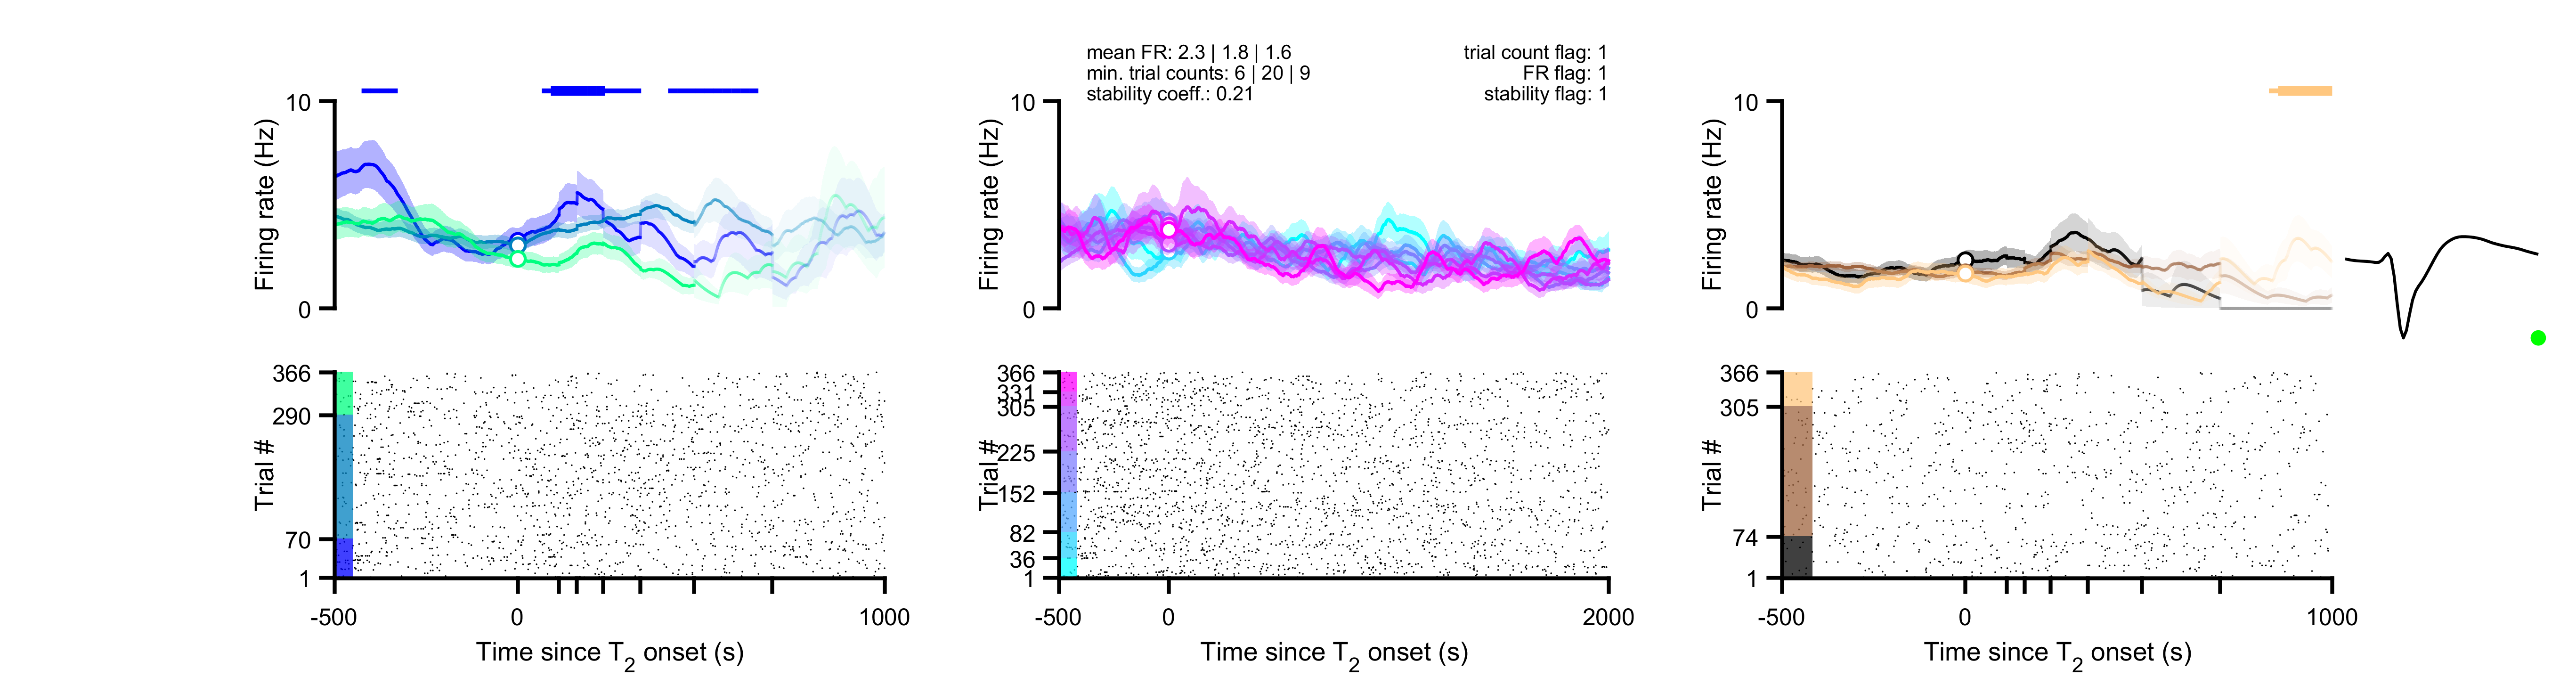 mean FR: 2.3 | 1.8 | 1.6
min. trial counts: 6 | 20 | 9
stability coeff.: 0.21
trial count flag: 1
FR flag: 1
stability flag: 1
10
0
Firing rate (Hz)
10
0
Firing rate (Hz)
10
0
Firing rate (Hz)
366
290
70
1
Trial #
-500
0
1000
Time since T2 onset (s)
366
331
305
225
152
82
36
1
Trial #
-500
0
2000
Time since T2 onset (s)
366
305
74
1
Trial #
-500
0
1000
Time since T2 onset (s)